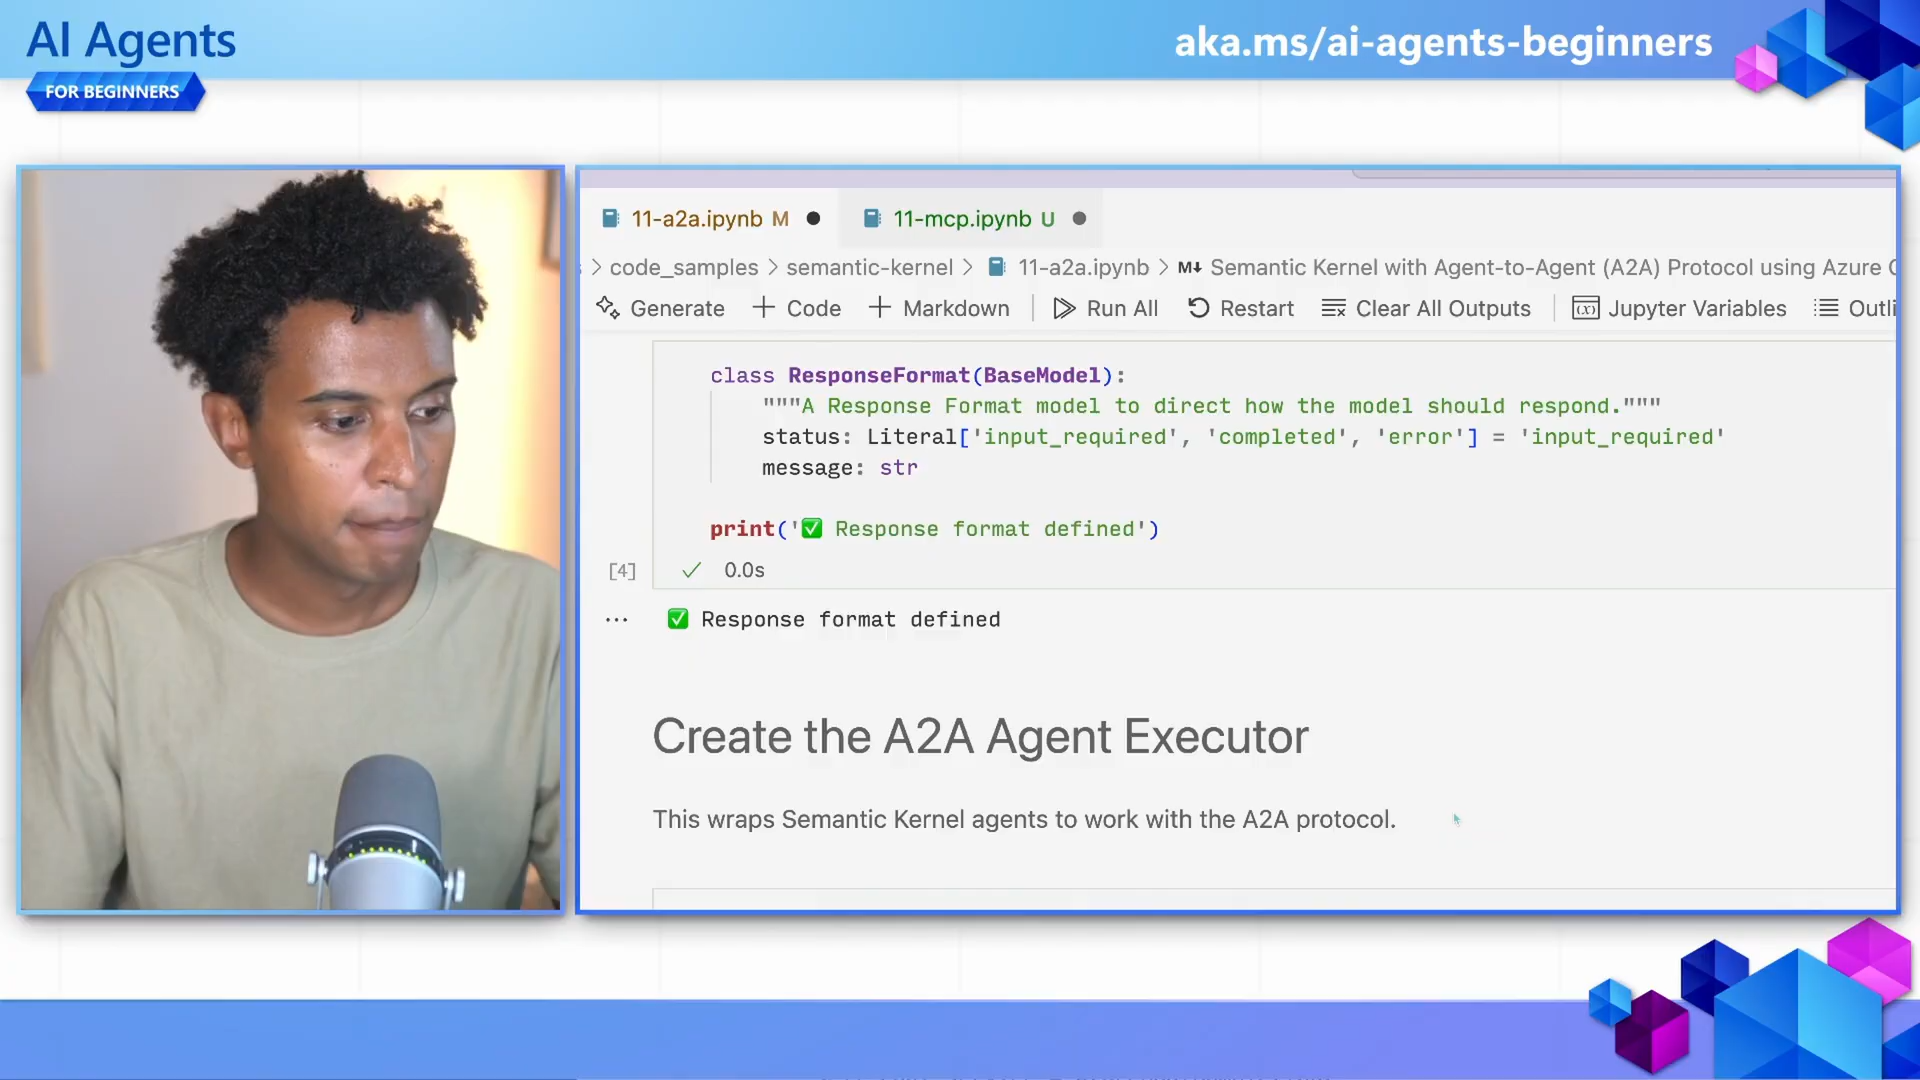 AI Agents
FOR BEGINNERS
aka.ms/ai-agents-beginners
11-a2a.ipynb M
11-mcp.ipynb U
code_samples > semantic-kernel > 11-a2a.ipynb > M↓ Semantic Kernel with Agent-to-Agent (A2A) Protocol using Azure
Generate + Code + Markdown Run All Restart Clear All Outputs Jupyter Variables Outli
class ResponseFormat(BaseModel):
"""A Response Format model to direct how the model should respond."""
status: Literal['input_required', 'completed', 'error'] = 'input_required'
message: str
print('✅ Response format defined')
[4] ✓ 0.0s
... ✅ Response format defined
Create the A2A Agent Executor
This wraps Semantic Kernel agents to work with the A2A protocol.